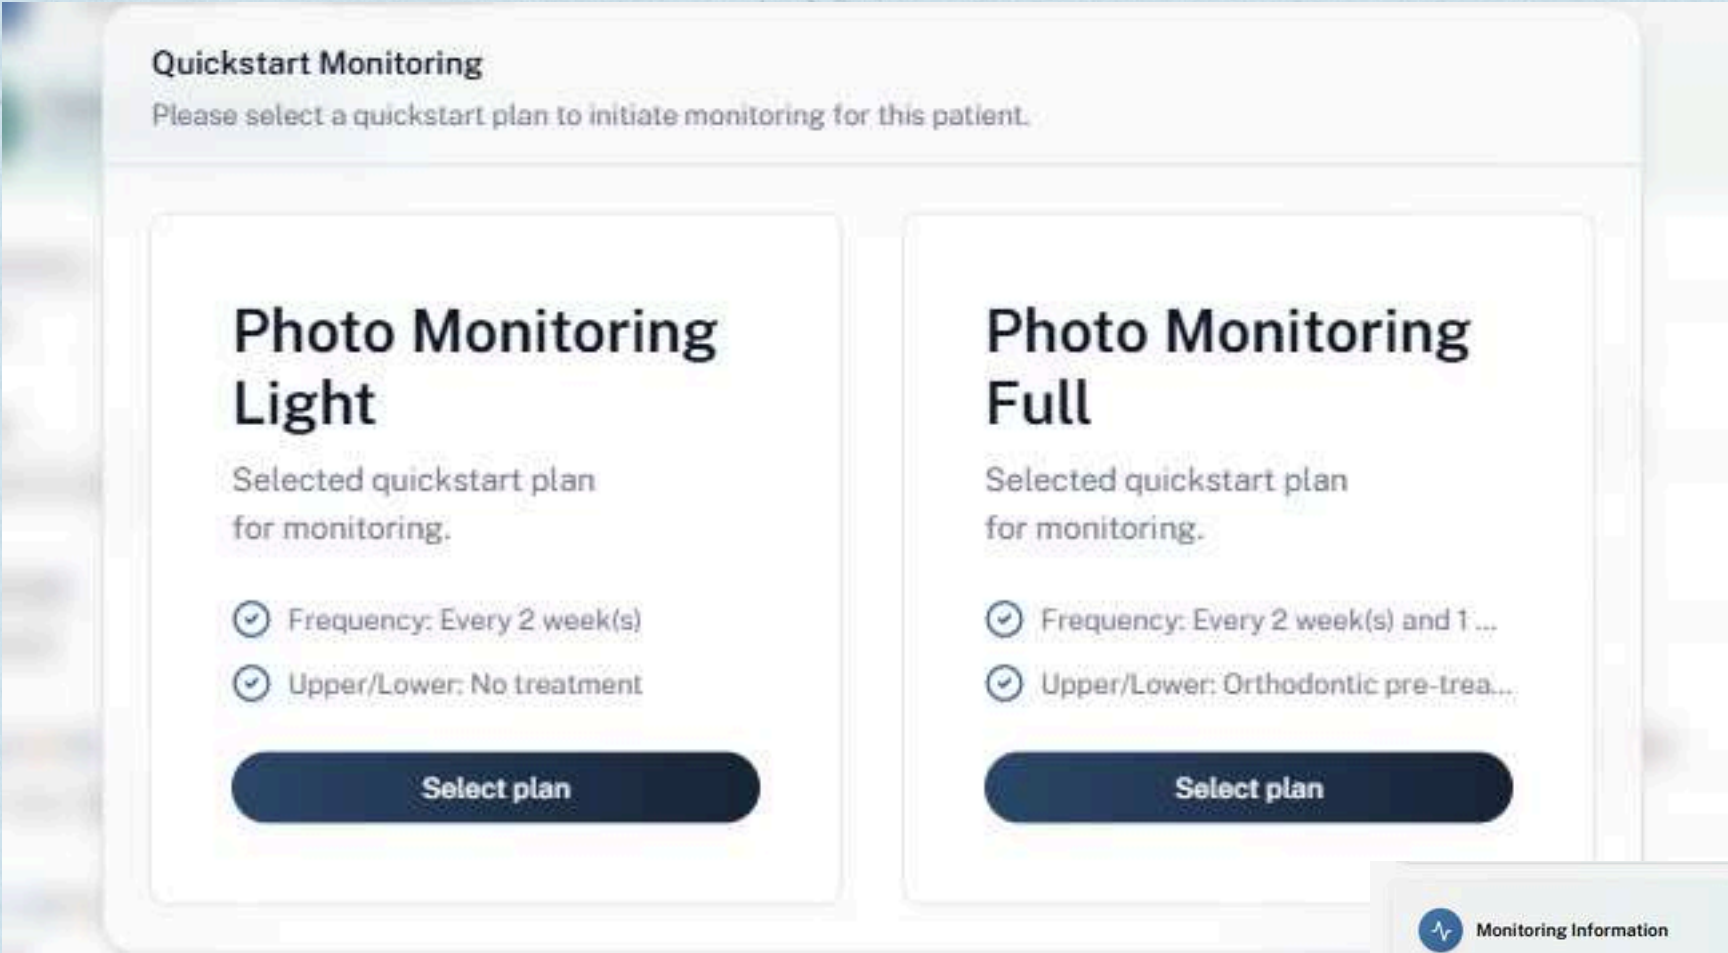 Quickstart Monitoring
Please select a quickstart plan to initiate monitoring for this patient.
Photo Monitoring
Light
Selected quickstart plan
for monitoring.
Frequency: Every 2 week(s)
Upper/Lower: No treatment
Select plan
Photo Monitoring
Full
Selected quickstart plan
for monitoring.
Frequency: Every 2 week(s) and 1 ...
Upper/Lower: Orthodontic pre-trea...
Select plan
Monitoring Information